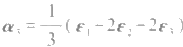 α₃ = 1/3 (ε₁ − 2ε₂ − 2ε₃)